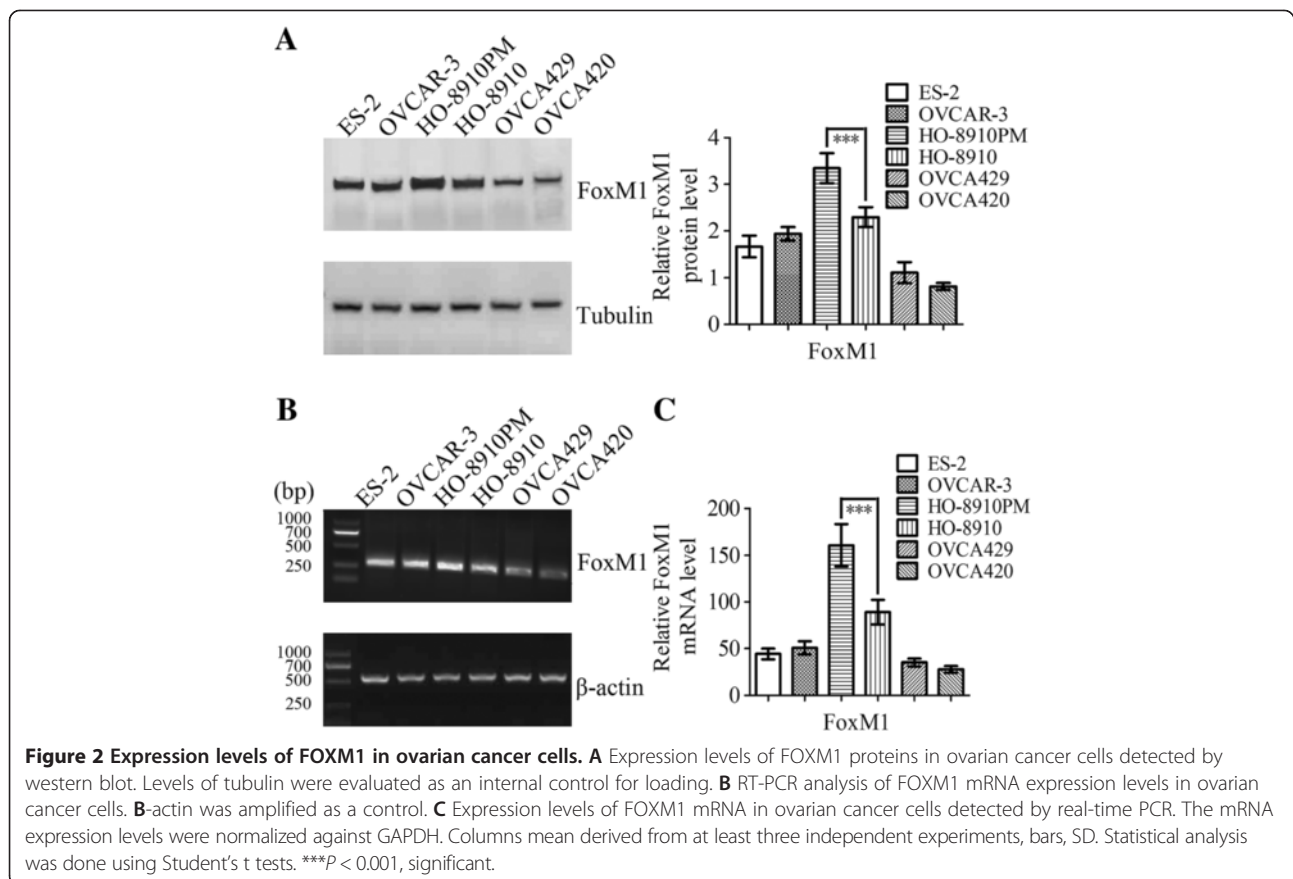 A
ES-2
OVCAR-3
HO-8910PM
HO-8910
OVCA429
OVCA420
FoxM1
Tubulin
Relative FoxM1
protein level
4
3
2
1
0
***
FoxM1
ES-2
OVCAR-3
HO-8910PM
HO-8910
OVCA429
OVCA420
B
ES-2
OVCAR-3
HO-8910PM
HO-8910
OVCA429
OVCA420
(bp)
1000
700
500
250
FoxM1
1000
700
500
250
β-actin
C
Relative FoxM1
mRNA level
200
150
100
50
0
***
FoxM1
ES-2
OVCAR-3
HO-8910PM
HO-8910
OVCA429
OVCA420
Figure 2 Expression levels of FOXM1 in ovarian cancer cells. A Expression levels of FOXM1 proteins in ovarian cancer cells detected by
western blot. Levels of tubulin were evaluated as an internal control for loading. B RT-PCR analysis of FOXM1 mRNA expression levels in ovarian
cancer cells. B-actin was amplified as a control. C Expression levels of FOXM1 mRNA in ovarian cancer cells detected by real-time PCR. The mRNA
expression levels were normalized against GAPDH. Columns mean derived from at least three independent experiments, bars, SD. Statistical analysis
was done using Student's t tests. ***P < 0.001, significant.